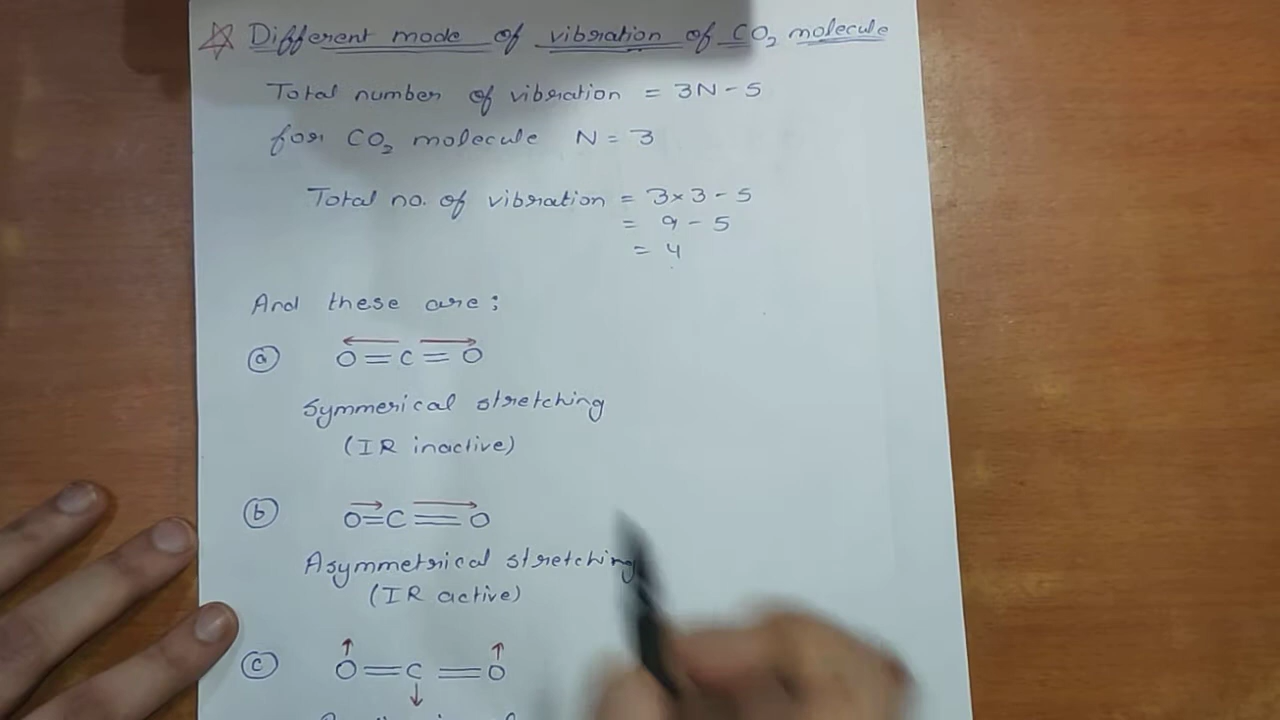 Different mode of vibration of CO₂ molecule
Total number of vibration = 3N - 5
for CO₂ molecule N = 3
Total no. of vibration = 3×3 - 5
= 9 - 5
= 4
And these are :
(a) O = C = O
Symmerical stretching
(IR inactive)
(b) O = C = O
Asymmetrical stretching
(IR active)
(c) O = C = O